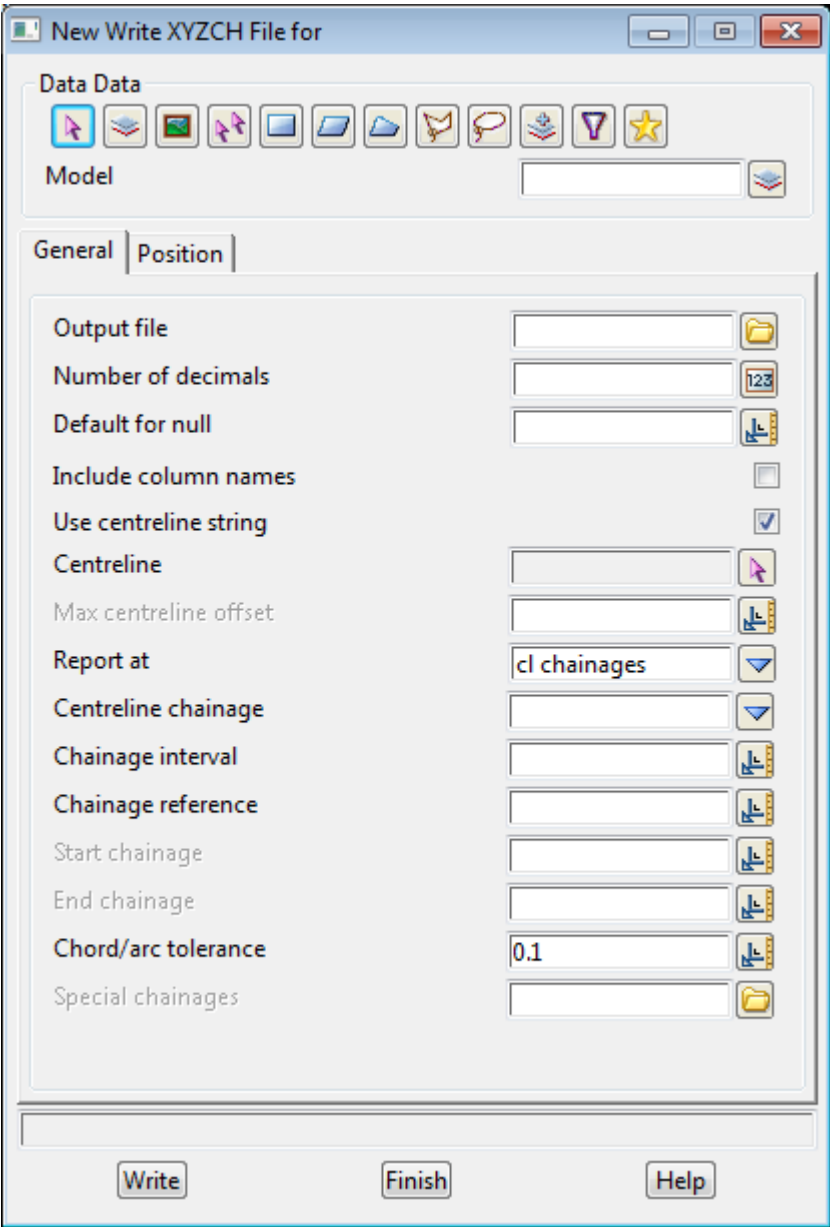 New Write XYZCH File for
Data Data
Model
General Position
Output file
Number of decimals 123
Default for null
Include column names
Use centreline string
Centreline
Max centreline offset
Report at cl chainages
Centreline chainage
Chainage interval
Chainage reference
Start chainage
End chainage
Chord/arc tolerance 0.1
Special chainages
Write Finish Help